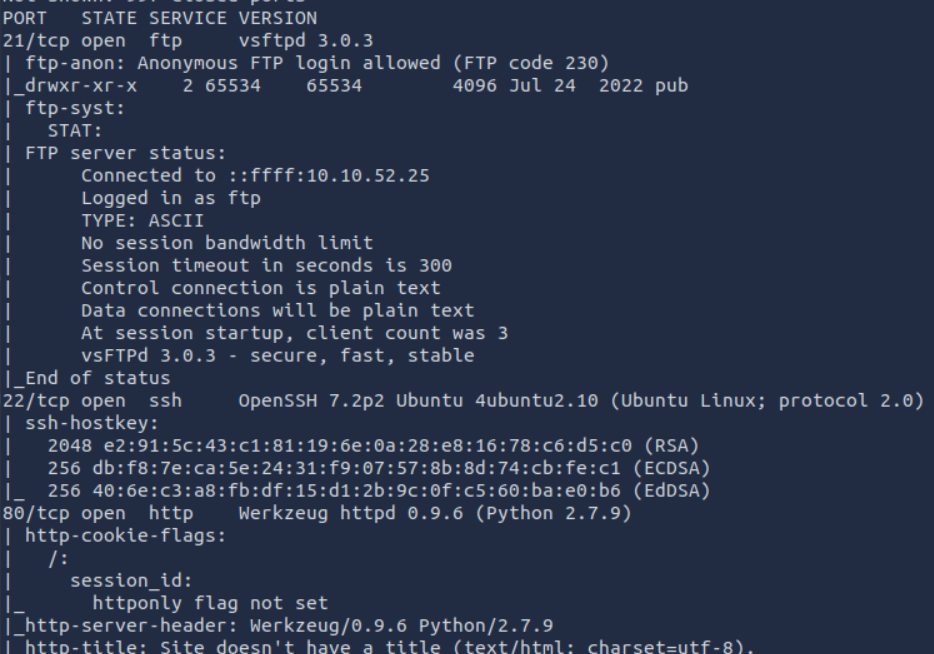 PORT   STATE SERVICE VERSION
21/tcp open  ftp     vsftpd 3.0.3
| ftp-anon: Anonymous FTP login allowed (FTP code 230)
|_drwxr-xr-x    2 65534    65534        4096 Jul 24  2022 pub
| ftp-syst:
|   STAT:
| FTP server status:
|      Connected to ::ffff:10.10.52.25
|      Logged in as ftp
|      TYPE: ASCII
|      No session bandwidth limit
|      Session timeout in seconds is 300
|      Control connection is plain text
|      Data connections will be plain text
|      At session startup, client count was 3
|      vsFTPd 3.0.3 - secure, fast, stable
|_End of status
22/tcp open  ssh     OpenSSH 7.2p2 Ubuntu 4ubuntu2.10 (Ubuntu Linux; protocol 2.0)
| ssh-hostkey:
|   2048 e2:91:5c:43:c1:81:19:6e:0a:28:e8:16:78:c6:d5:c0 (RSA)
|   256 db:f8:7e:ca:5e:24:31:f9:07:57:8b:8d:74:cb:fe:c1 (ECDSA)
|_  256 40:6e:c3:a8:fb:df:15:d1:2b:9c:0f:c5:60:ba:e0:b6 (EdDSA)
80/tcp open  http    Werkzeug httpd 0.9.6 (Python 2.7.9)
| http-cookie-flags:
|   /:
|     session_id:
|_      httponly flag not set
|_http-server-header: Werkzeug/0.9.6 Python/2.7.9
| http-title: Site doesn't have a title (text/html; charset=utf-8).